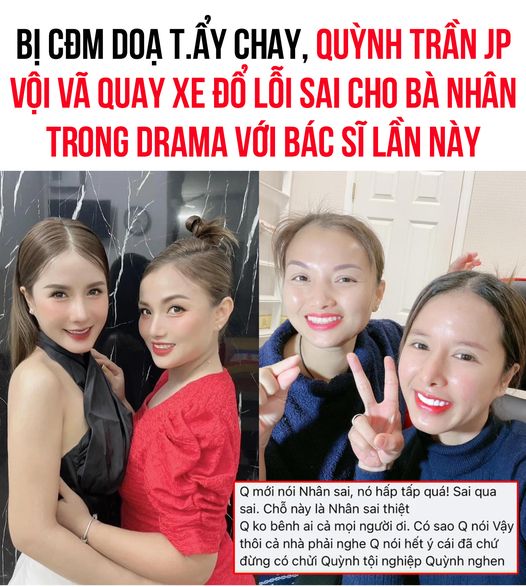 BỊ CĐM DOẠ T.ẨY CHAY, QUỲNH TRẦN JP
VỘI VÃ QUAY XE ĐỔ LỖI SAI CHO BÀ NHÂN
TRONG DRAMA VỚI BÁC SĨ LẦN NÀY
Q mới nói Nhân sai, nó hấp tấp quá! Sai qua
sai. Chỗ này là Nhân sai thiệt
Q ko bênh ai cả mọi người ơi. Có sao Q nói Vậy
thôi cả nhà phải nghe Q nói hết ý cái đã chứ
đừng có chửi Quỳnh tội nghiệp Quỳnh nghen